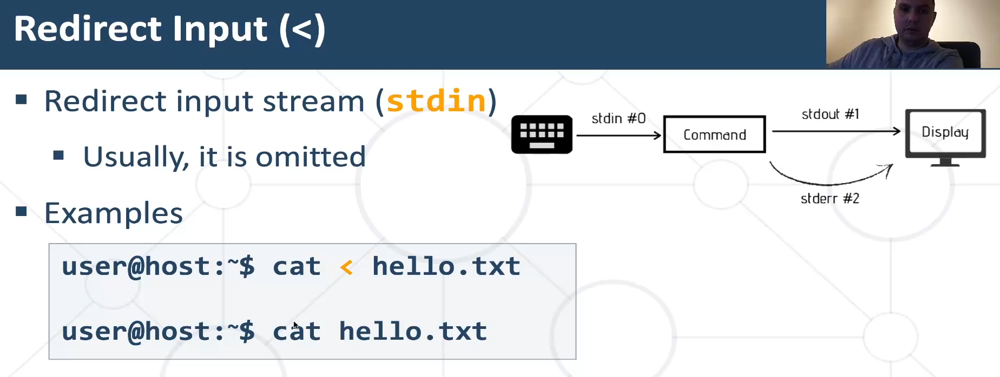 Redirect Input (<)
▪ Redirect input stream (stdin)
▪ Usually, it is omitted
▪ Examples
user@host:~$ cat < hello.txt
user@host:~$ cat hello.txt
stdin #0
Command
stdout #1
Display
stderr #2